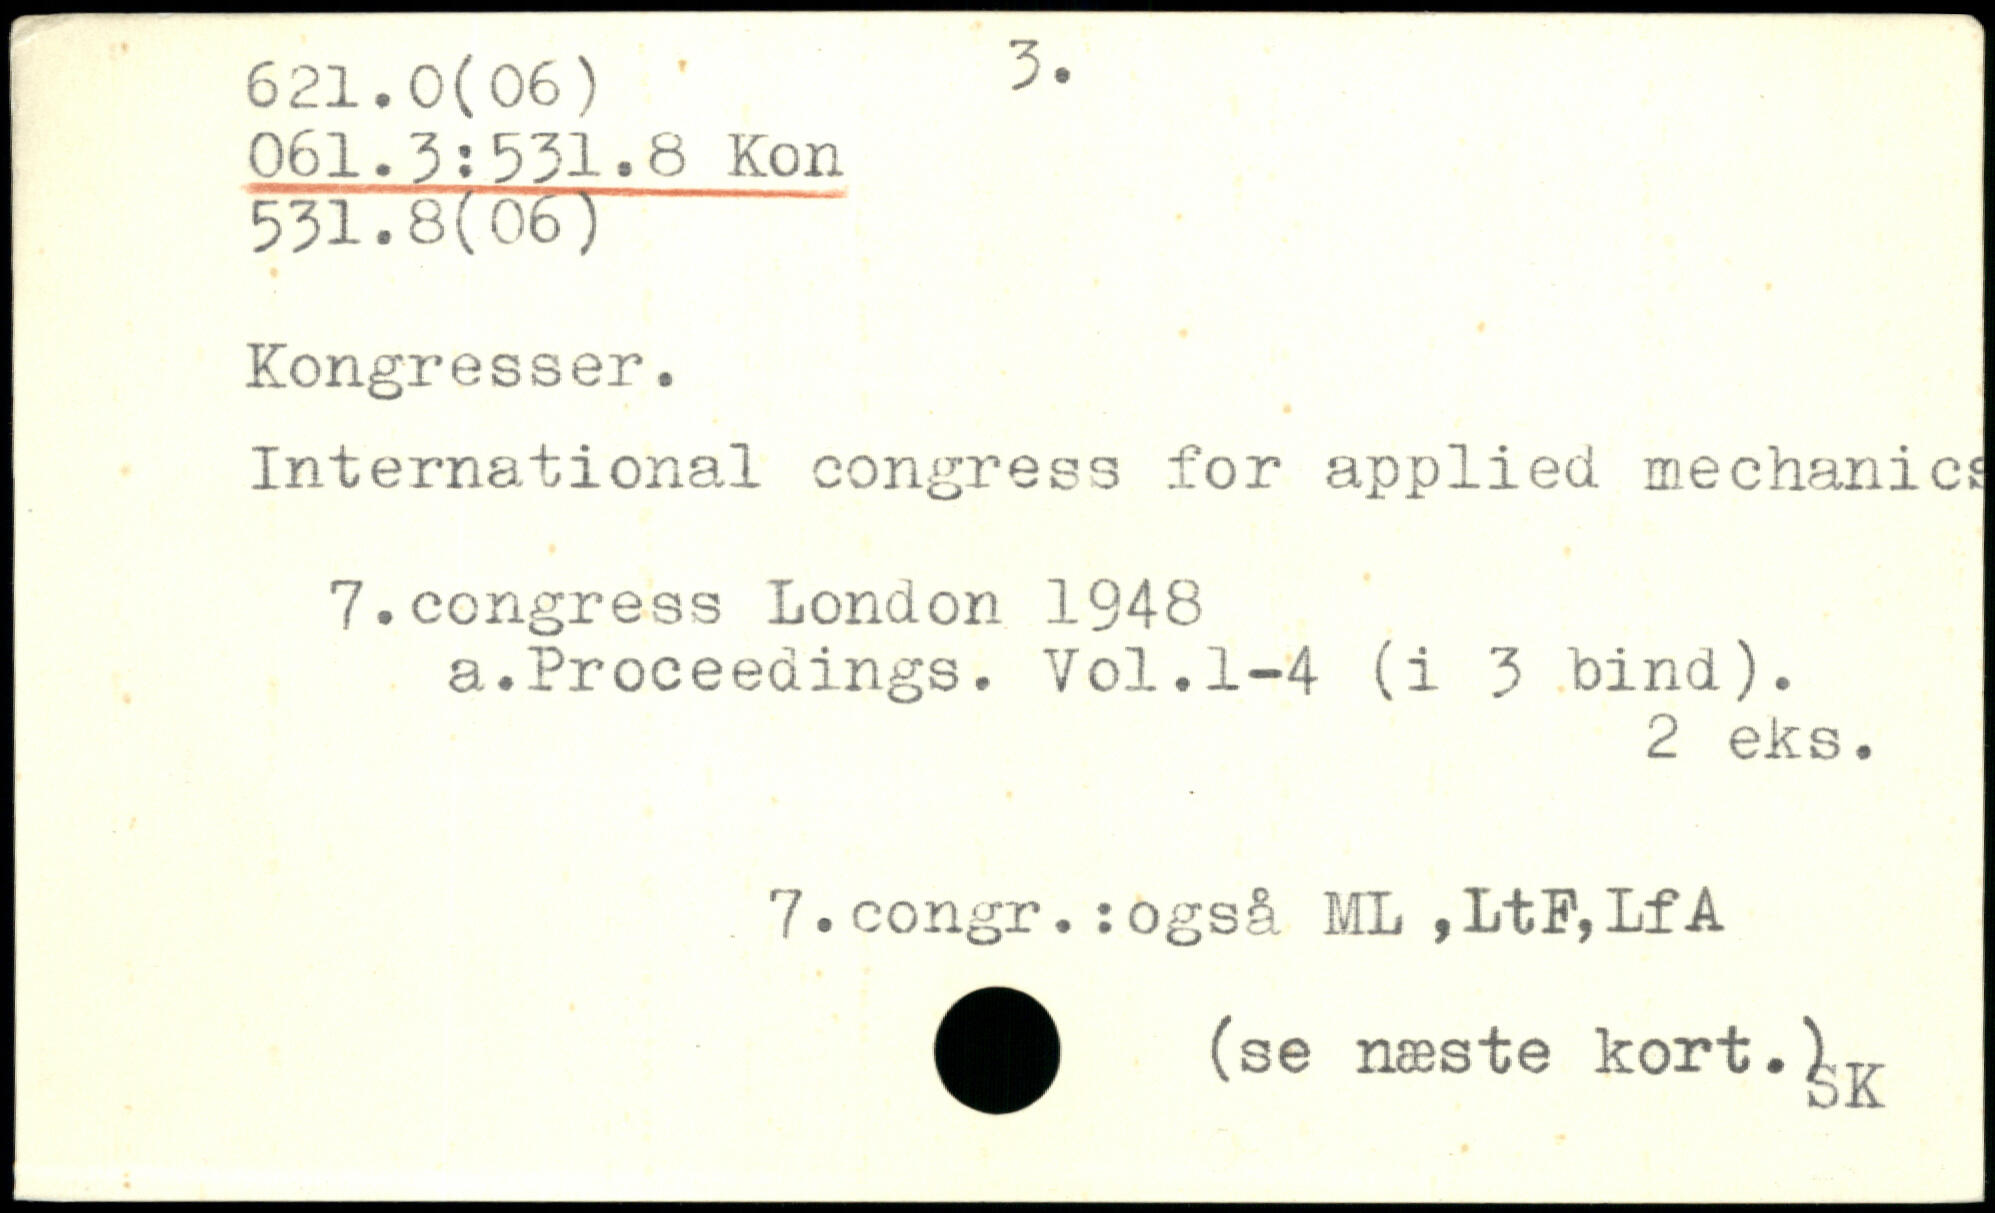 3.
621.0(06)
061.3:531.8 Kon
531.8(06)
Kongresser.
International congress for applied mechanics
7.congress London 1948
a.Proceedings. Vol.1-4 (i 3 bind).
2 eks.
7.congr.:også ML ,LtF,LfA
(se næste kort.)
SK